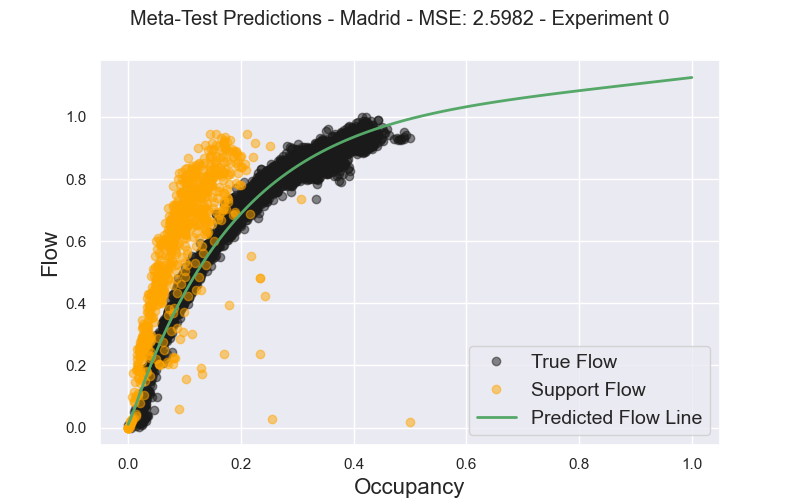 Meta-Test Predictions - Madrid - MSE: 2.5982 - Experiment 0
Flow
1.0
0.8
0.6
0.4
0.2
0.0
True Flow
Support Flow
Predicted Flow Line
0.0 0.2 0.4 0.6 0.8 1.0
Occupancy